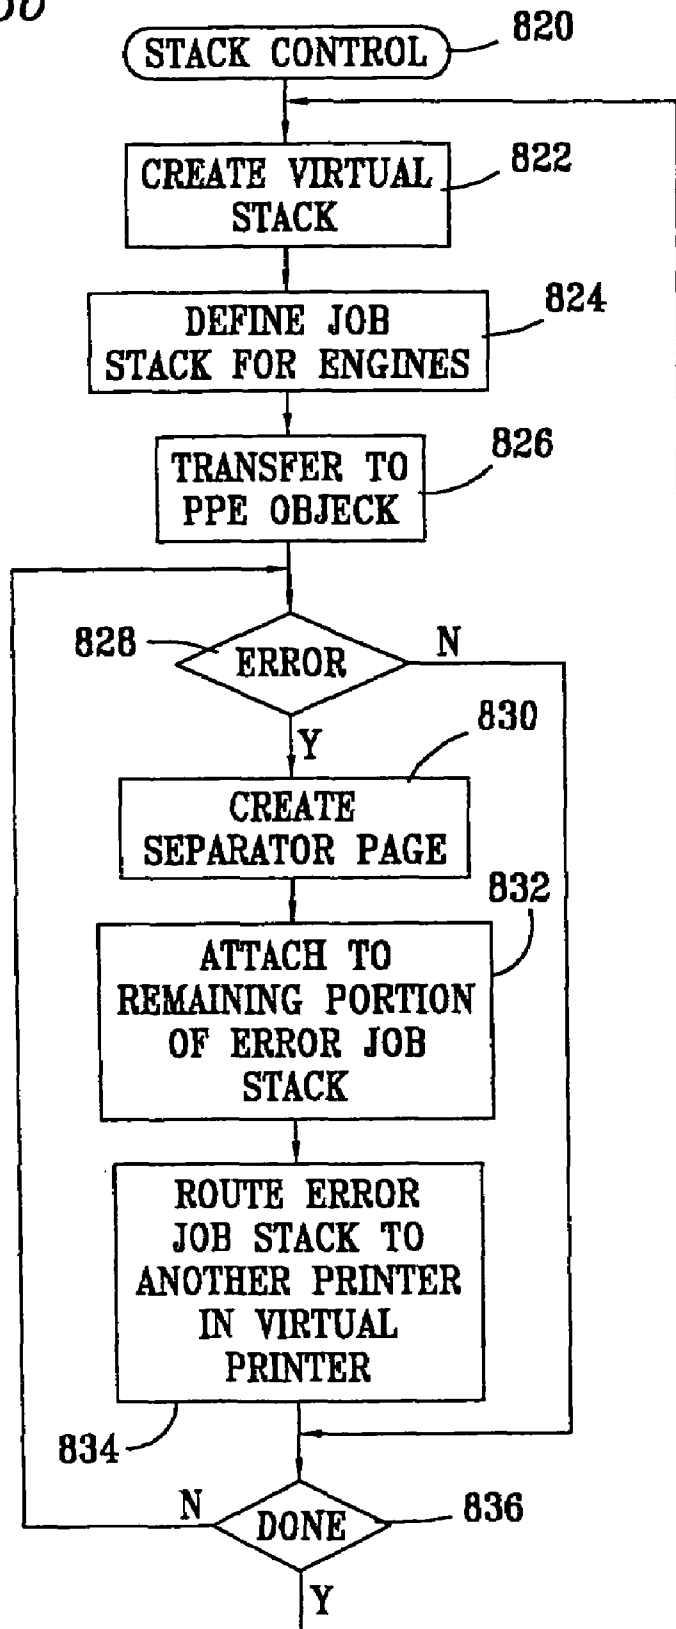 820
STACK CONTROL
822
CREATE VIRTUAL
STACK
824
DEFINE JOB
STACK FOR ENGINES
826
TRANSFER TO
PPE OBJECK
828
ERROR
N
Y
830
CREATE
SEPARATOR PAGE
832
ATTACH TO
REMAINING PORTION
OF ERROR JOB
STACK
ROUTE ERROR
JOB STACK TO
ANOTHER PRINTER
IN VIRTUAL
PRINTER
834
N
DONE
836
Y